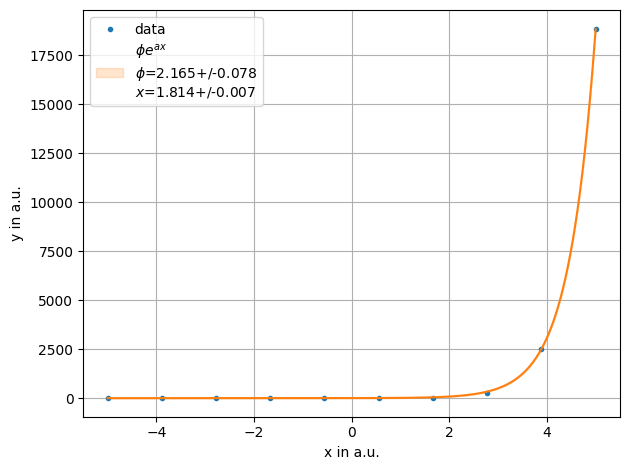 data
ϕe^{ax}
ϕ=2.165+/-0.078
x=1.814+/-0.007
17500
15000
12500
10000
7500
5000
2500
0
y in a.u.
−4 −2 0 2 4
x in a.u.